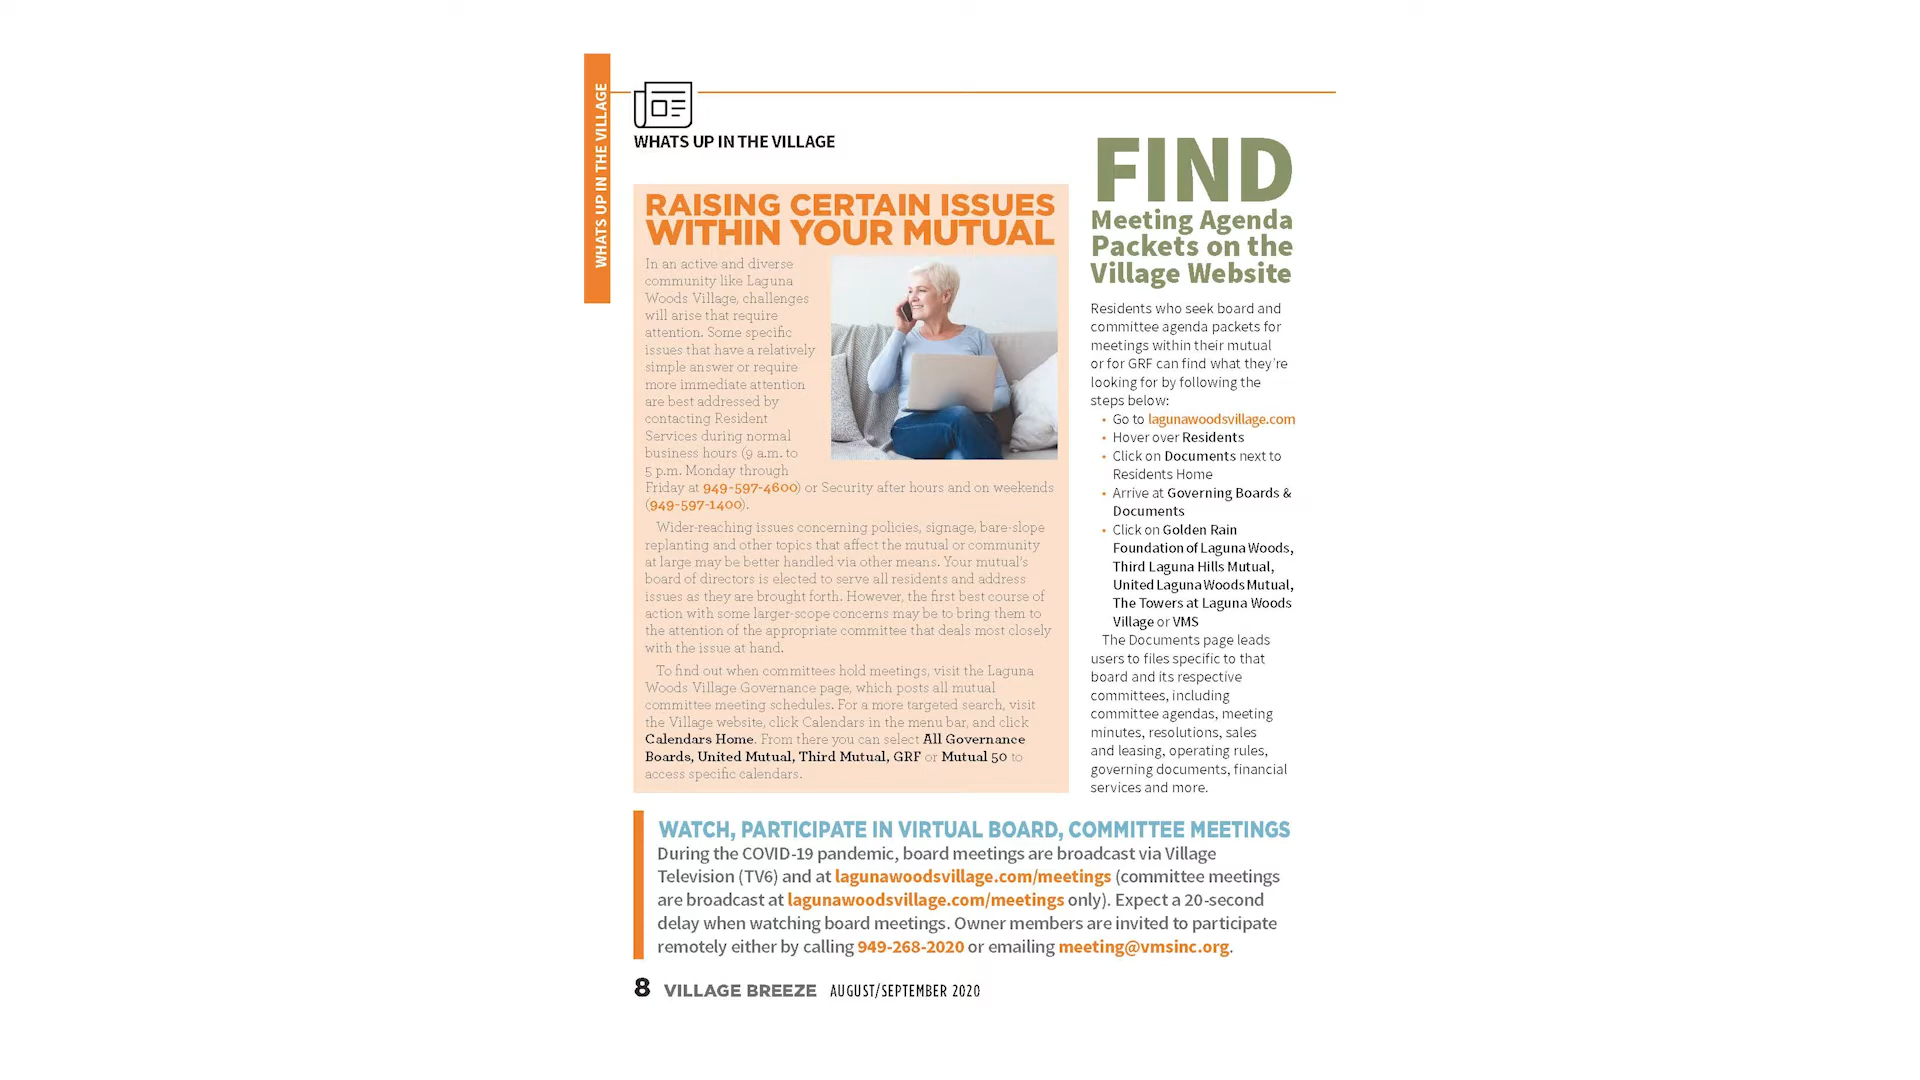 WHATS UP IN THE VILLAGE
WHATS UP IN THE VILLAGE
RAISING CERTAIN ISSUES
WITHIN YOUR MUTUAL
In an active and diverse
community like Laguna
Woods Village, challenges
will arise that require
attention. Some specific
issues that have a relatively
simple answer or require
more immediate attention
are best addressed by
contacting Resident
Services during normal
business hours (9 a.m. to
5 p.m. Monday through
Friday at 949-597-4600) or Security after hours and on weekends
(949-597-1400).
Wider-reaching issues concerning policies, signage, bare-slope
replanting and other topics that affect the mutual or community
at large may be better handled via other means. Your mutual's
board of directors is elected to serve all residents and address
issues as they are brought forth. However, the first best course of
action with some larger-scope concerns may be to bring them to
the attention of the appropriate committee that deals most closely
with the issue at hand.
To find out when committees hold meetings, visit the Laguna
Woods Village Governance page, which posts all mutual
committee meeting schedules. For a more targeted search, visit
the Village website, click Calendars in the menu bar, and click
Calendars Home. From there you can select All Governance
Boards, United Mutual, Third Mutual, GRF or Mutual 50 to
access specific calendars.
FIND
Meeting Agenda
Packets on the
Village Website
Residents who seek board and
committee agenda packets for
meetings within their mutual
or for GRF can find what they're
looking for by following the
steps below:
• Go to lagunawoodsvillage.com
• Hover over Residents
• Click on Documents next to
Residents Home
• Arrive at Governing Boards &
Documents
• Click on Golden Rain
Foundation of Laguna Woods,
Third Laguna Hills Mutual,
United Laguna Woods Mutual,
The Towers at Laguna Woods
Village or VMS
The Documents page leads
users to files specific to that
board and its respective
committees, including
committee agendas, meeting
minutes, resolutions, sales
and leasing, operating rules,
governing documents, financial
services and more.
WATCH, PARTICIPATE IN VIRTUAL BOARD, COMMITTEE MEETINGS
During the COVID-19 pandemic, board meetings are broadcast via Village
Television (TV6) and at lagunawoodsvillage.com/meetings (committee meetings
are broadcast at lagunawoodsvillage.com/meetings only). Expect a 20-second
delay when watching board meetings. Owner members are invited to participate
remotely either by calling 949-268-2020 or emailing meeting@vmsinc.org.
8 VILLAGE BREEZE AUGUST/SEPTEMBER 2020